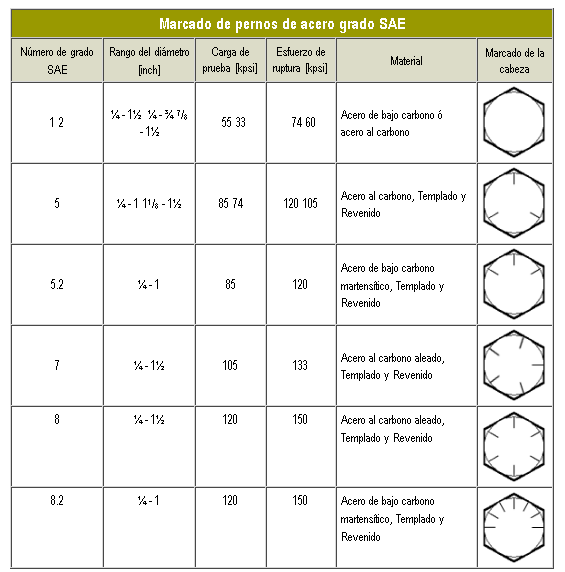 Marcado de pernos de acero grado SAE
Número de grado SAE
Rango del diámetro [inch]
Carga de prueba [kpsi]
Esfuerzo de ruptura [kpsi]
Material
Marcado de la cabeza
1 2
¼ - 1½ ¼ - ¾ ⁷/₈
- 1½
55 33
74 60
Acero de bajo carbono ó
acero al carbono
5
¼ - 1 1¹/₈ - 1½
85 74
120 105
Acero al carbono, Templado y
Revenido
5.2
¼ - 1
85
120
Acero de bajo carbono
martensítico, Templado y
Revenido
7
¼ - 1½
105
133
Acero al carbono aleado,
Templado y Revenido
8
¼ - 1½
120
150
Acero al carbono aleado,
Templado y Revenido
8.2
¼ - 1
120
150
Acero de bajo carbono
martensítico, Templado y
Revenido